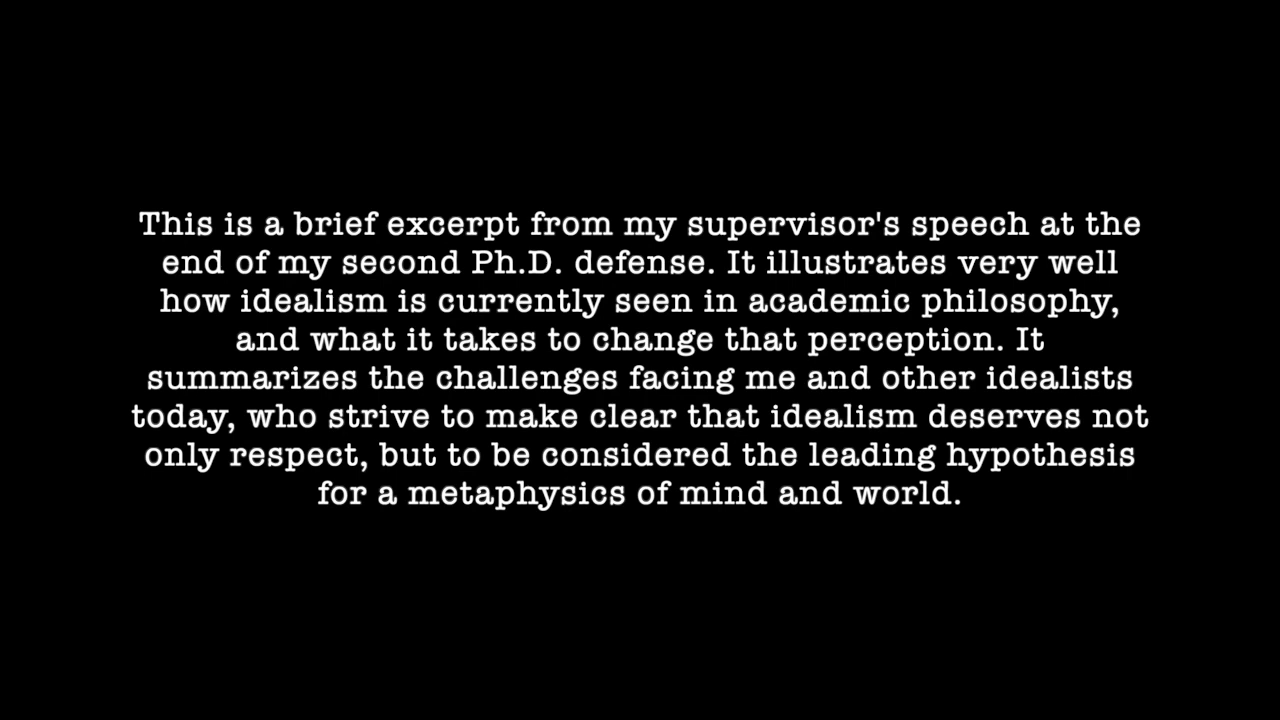 This is a brief excerpt from my supervisor's speech at the
end of my second Ph.D. defense. It illustrates very well
how idealism is currently seen in academic philosophy,
and what it takes to change that perception. It
summarizes the challenges facing me and other idealists
today, who strive to make clear that idealism deserves not
only respect, but to be considered the leading hypothesis
for a metaphysics of mind and world.